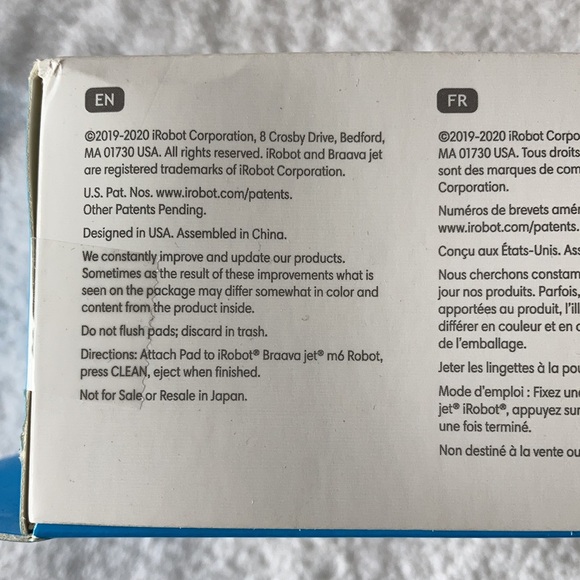 EN
©2019-2020 iRobot Corporation, 8 Crosby Drive, Bedford,
MA 01730 USA. All rights reserved. iRobot and Braava jet
are registered trademarks of iRobot Corporation.
U.S. Pat. Nos. www.irobot.com/patents.
Other Patents Pending.
Designed in USA. Assembled in China.
We constantly improve and update our products.
Sometimes as the result of these improvements what is
seen on the package may differ somewhat in color and
content from the product inside.
Do not flush pads; discard in trash.
Directions: Attach Pad to iRobot® Braava jet® m6 Robot,
press CLEAN, eject when finished.
Not for Sale or Resale in Japan.
FR
©2019-2020 iRobot Corpo
MA 01730 USA. Tous droits
sont des marques de com
Corporation.
Numéros de brevets amér
www.irobot.com/patents.
Conçu aux États-Unis. Ass
Nous cherchons constam
jour nos produits. Parfois,
apportées au produit, l'ill
différer en couleur et en c
de l'emballage.
Jeter les lingettes à la pou
Mode d'emploi : Fixez une
jet® iRobot®, appuyez sur
une fois terminé.
Non destiné à la vente ou